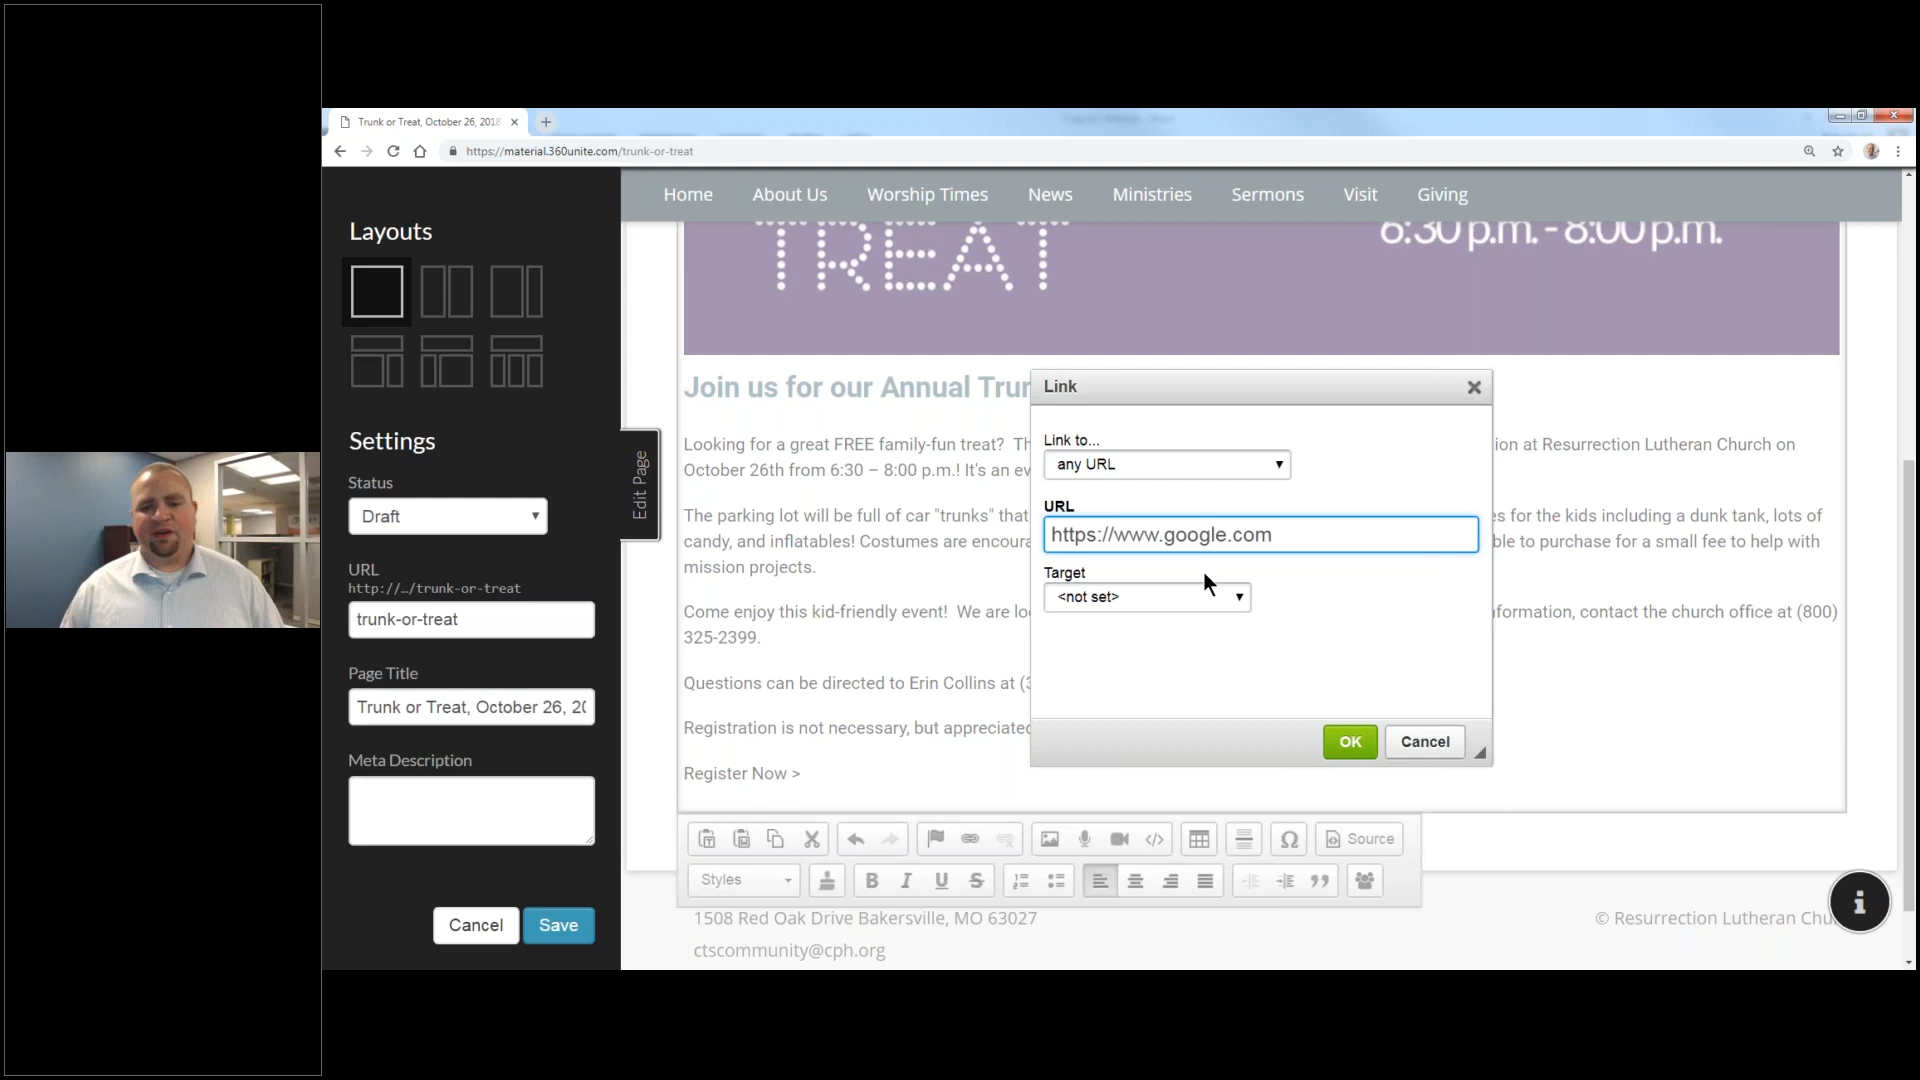 Trunk or Treat, October 26, 2018
https://material.360unite.com/trunk-or-treat
Home About Us Worship Times News Ministries Sermons Visit Giving
Layouts
Settings
Status
Draft
URL
http://…/trunk-or-treat
trunk-or-treat
Page Title
Trunk or Treat, October 26, 20
Meta Description
Cancel Save
Edit Page
TREAT
6:30 p.m. - 8:00 p.m.
Join us for our Annual Trun
Looking for a great FREE family-fun treat? Th ion at Resurrection Lutheran Church on
October 26th from 6:30 – 8:00 p.m.! It's an ev
The parking lot will be full of car "trunks" that es for the kids including a dunk tank, lots of
candy, and inflatables! Costumes are encoura ble to purchase for a small fee to help with
mission projects.
Come enjoy this kid-friendly event! We are lo formation, contact the church office at (800)
325-2399.
Questions can be directed to Erin Collins at (3
Registration is not necessary, but appreciated
Register Now >
Link
Link to...
any URL
URL
https://www.google.com
Target
<not set>
OK Cancel
Source
Styles
B I U S
1508 Red Oak Drive Bakersville, MO 63027
ctscommunity@cph.org
© Resurrection Lutheran Chu
i